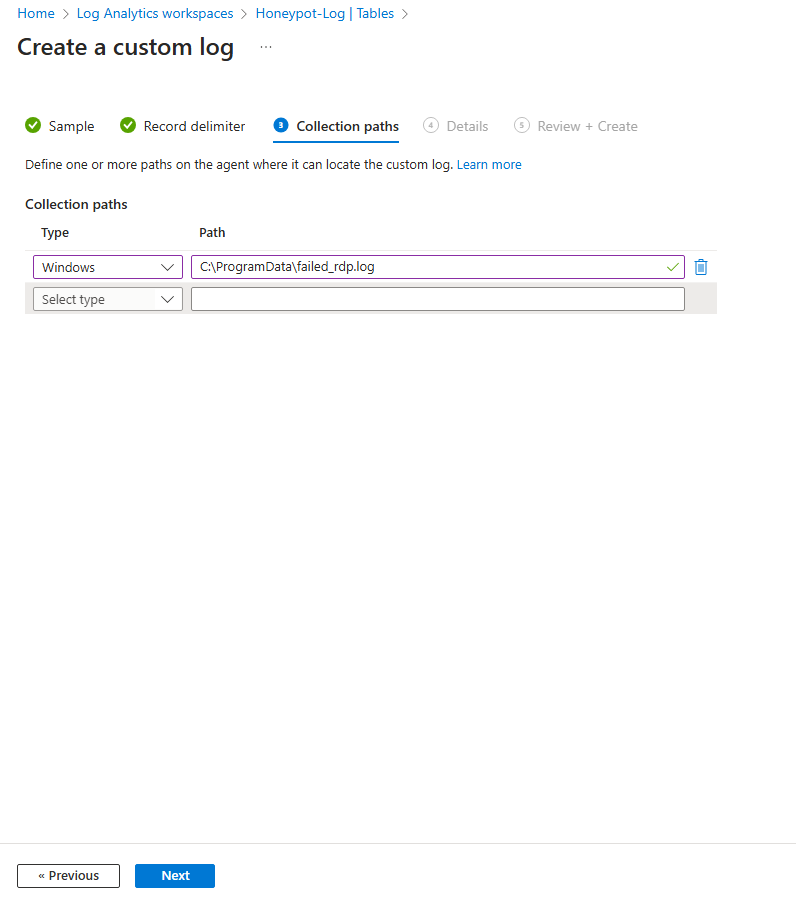 Home > Log Analytics workspaces > Honeypot-Log | Tables >
Create a custom log ...
Sample Record delimiter 3 Collection paths 4 Details 5 Review + Create
Define one or more paths on the agent where it can locate the custom log. Learn more
Collection paths
Type Path
Windows C:\ProgramData\failed_rdp.log
Select type
« Previous Next